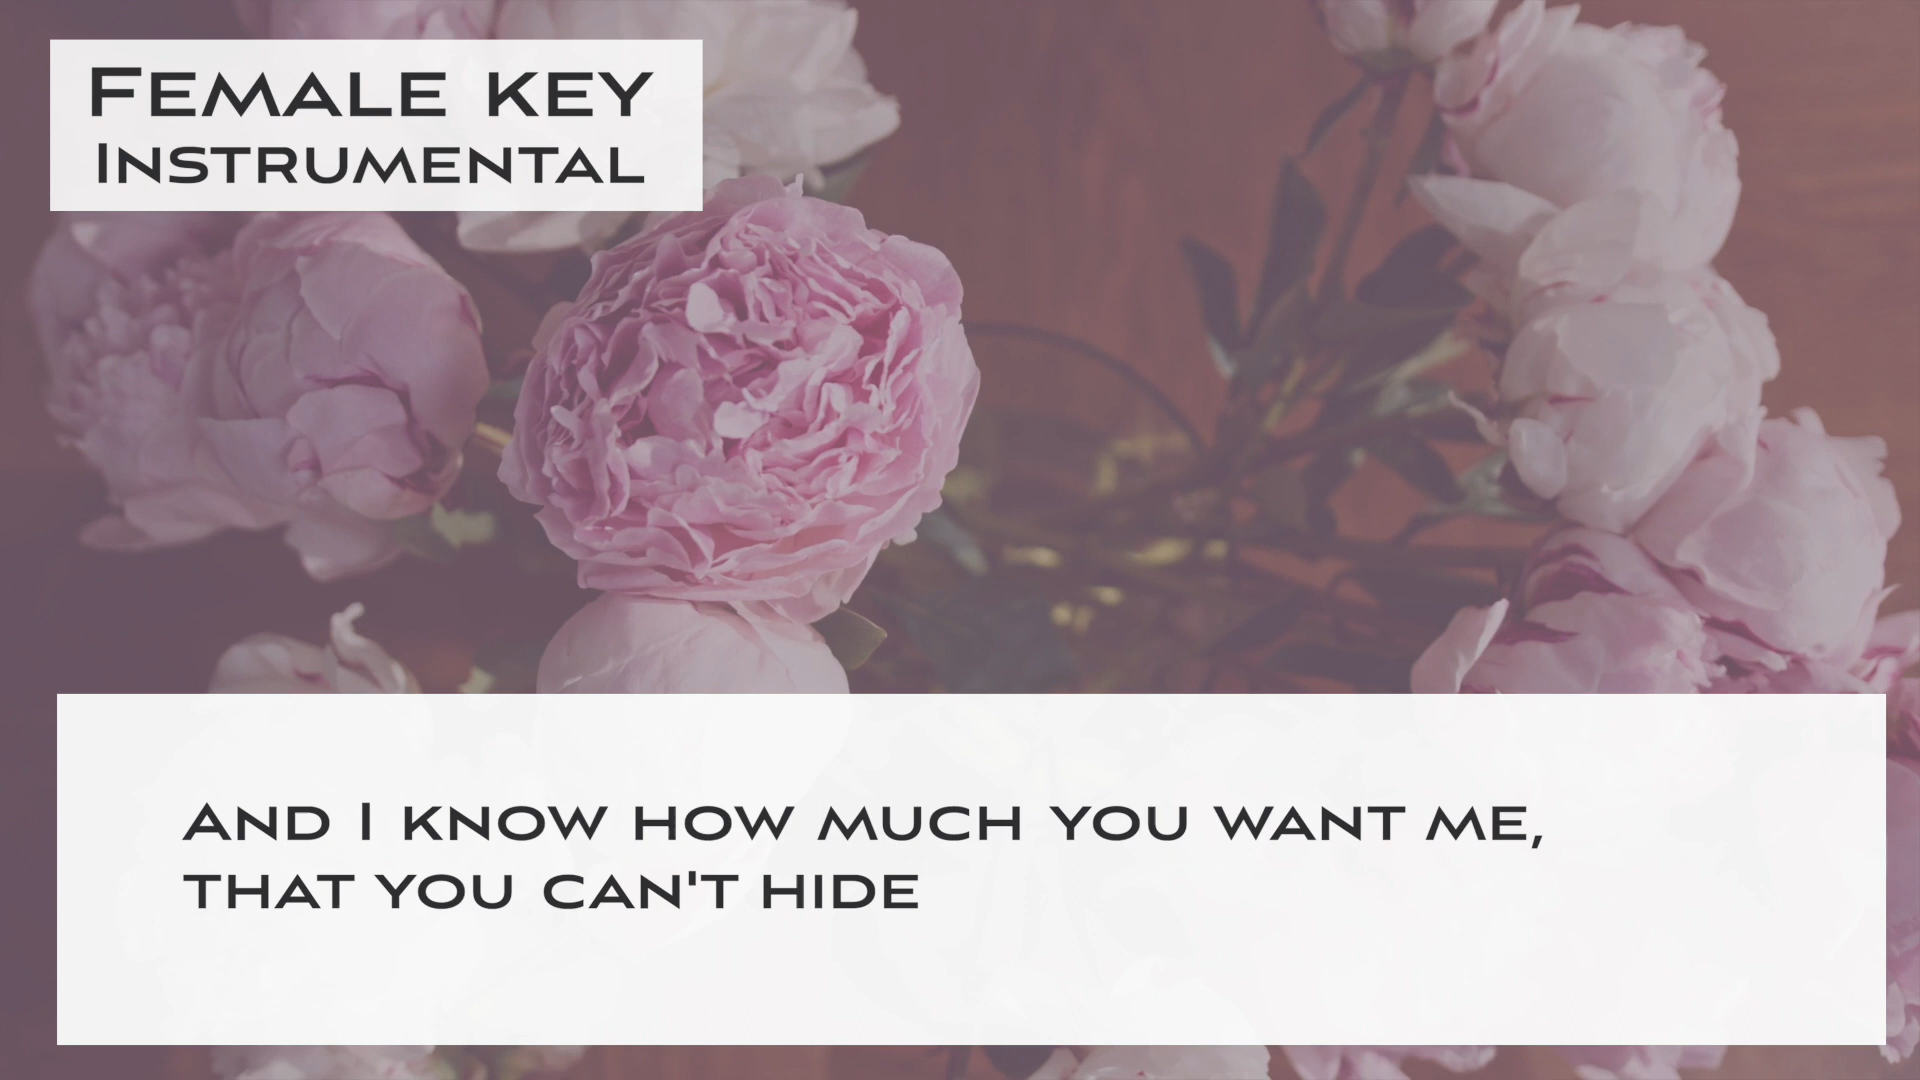 Female key
Instrumental
And I know how much you want me,
that you can't hide